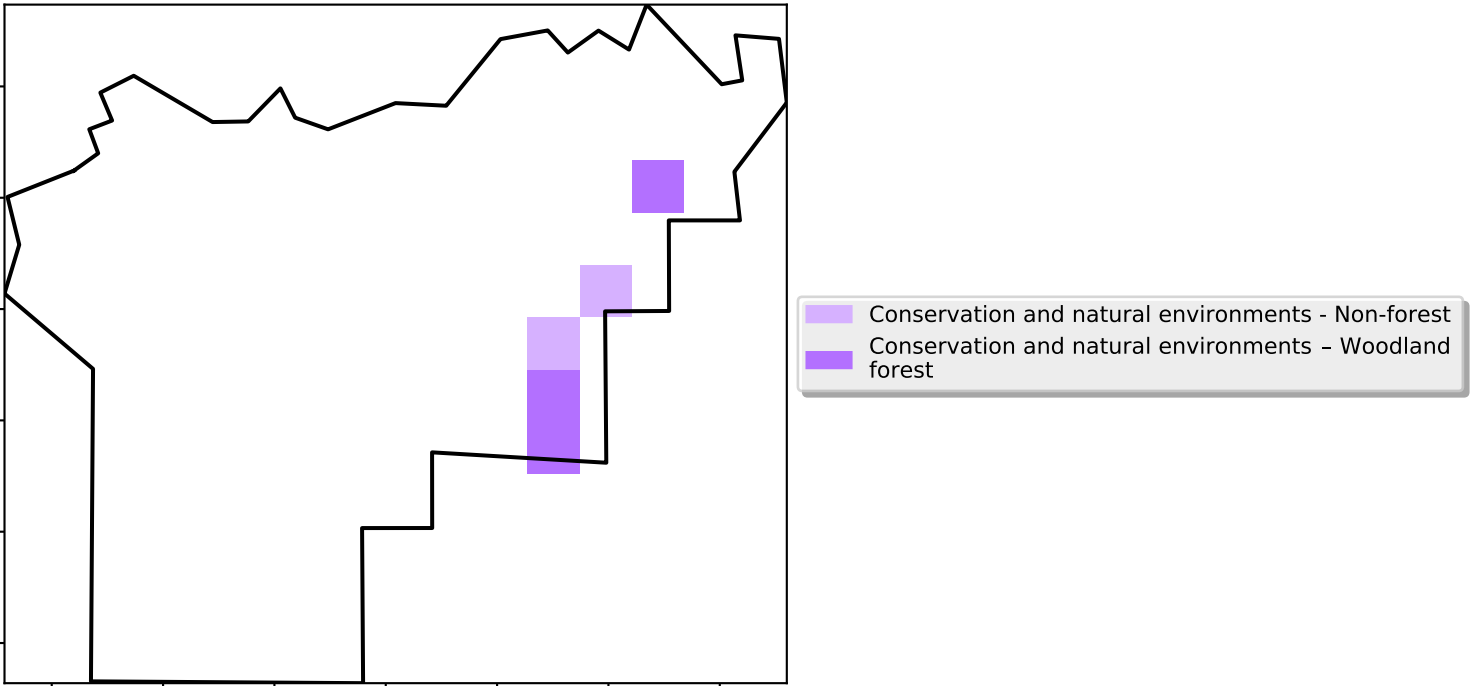 Conservation and natural environments - Non-forest
Conservation and natural environments – Woodland
forest